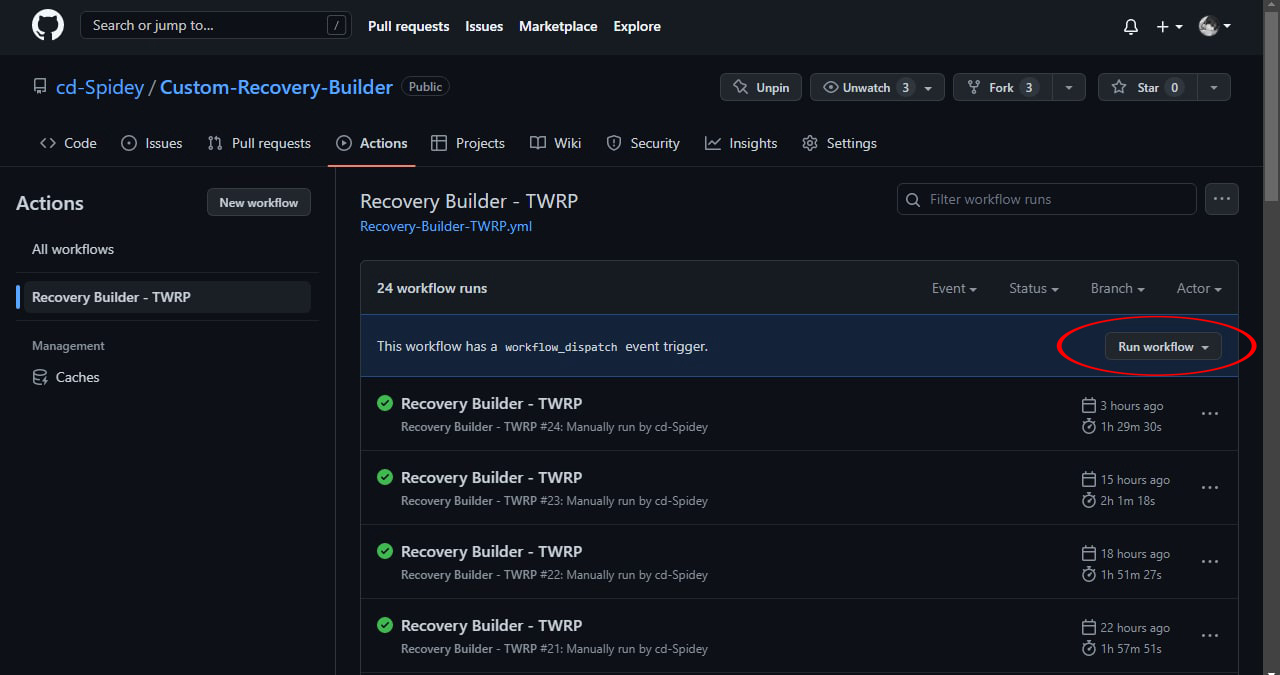 Search or jump to... / Pull requests Issues Marketplace Explore
cd-Spidey / Custom-Recovery-Builder Public Unpin Unwatch 3 Fork 3 Star 0
Code Issues Pull requests Actions Projects Wiki Security Insights Settings
Actions New workflow
All workflows
Recovery Builder - TWRP
Management
Caches
Recovery Builder - TWRP Filter workflow runs
Recovery-Builder-TWRP.yml
24 workflow runs Event Status Branch Actor
This workflow has a workflow_dispatch event trigger. Run workflow
Recovery Builder - TWRP 3 hours ago
Recovery Builder - TWRP #24: Manually run by cd-Spidey 1h 29m 30s
Recovery Builder - TWRP 15 hours ago
Recovery Builder - TWRP #23: Manually run by cd-Spidey 2h 1m 18s
Recovery Builder - TWRP 18 hours ago
Recovery Builder - TWRP #22: Manually run by cd-Spidey 1h 51m 27s
Recovery Builder - TWRP 22 hours ago
Recovery Builder - TWRP #21: Manually run by cd-Spidey 1h 57m 51s